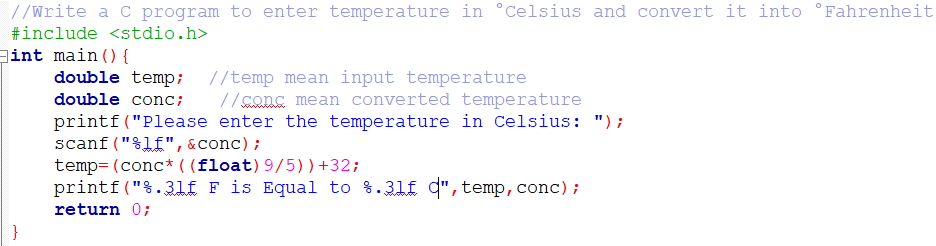 //Write a C program to enter temperature in °Celsius and convert it into °Fahrenheit
#include <stdio.h>
int main(){
    double temp;  //temp mean input temperature
    double conc;   //conc mean converted temperature
    printf("Please enter the temperature in Celsius: ");
    scanf("%lf",&conc);
    temp=(conc*((float)9/5))+32;
    printf("%.3lf F is Equal to %.3lf C",temp,conc);
    return 0;
}